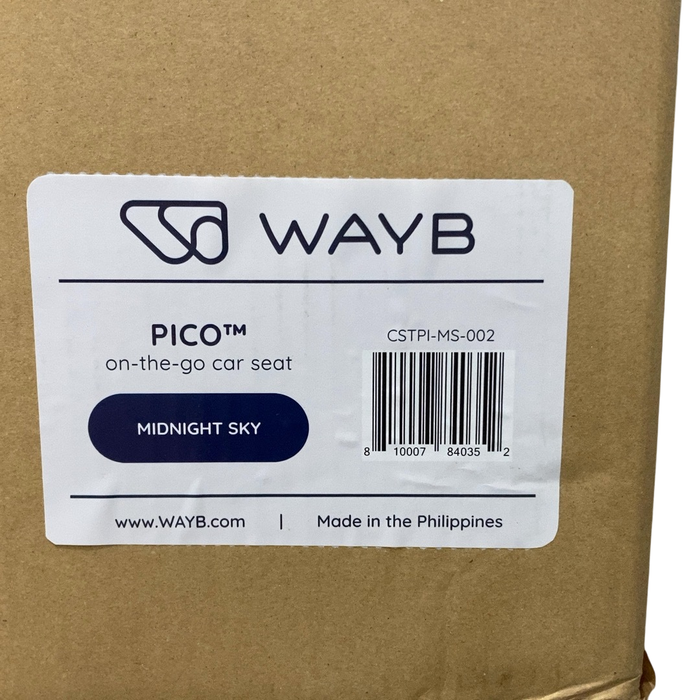 WAYB
PICO™
on-the-go car seat
MIDNIGHT SKY
CSTPI-MS-002
8 10007 84035 2
www.WAYB.com | Made in the Philippines